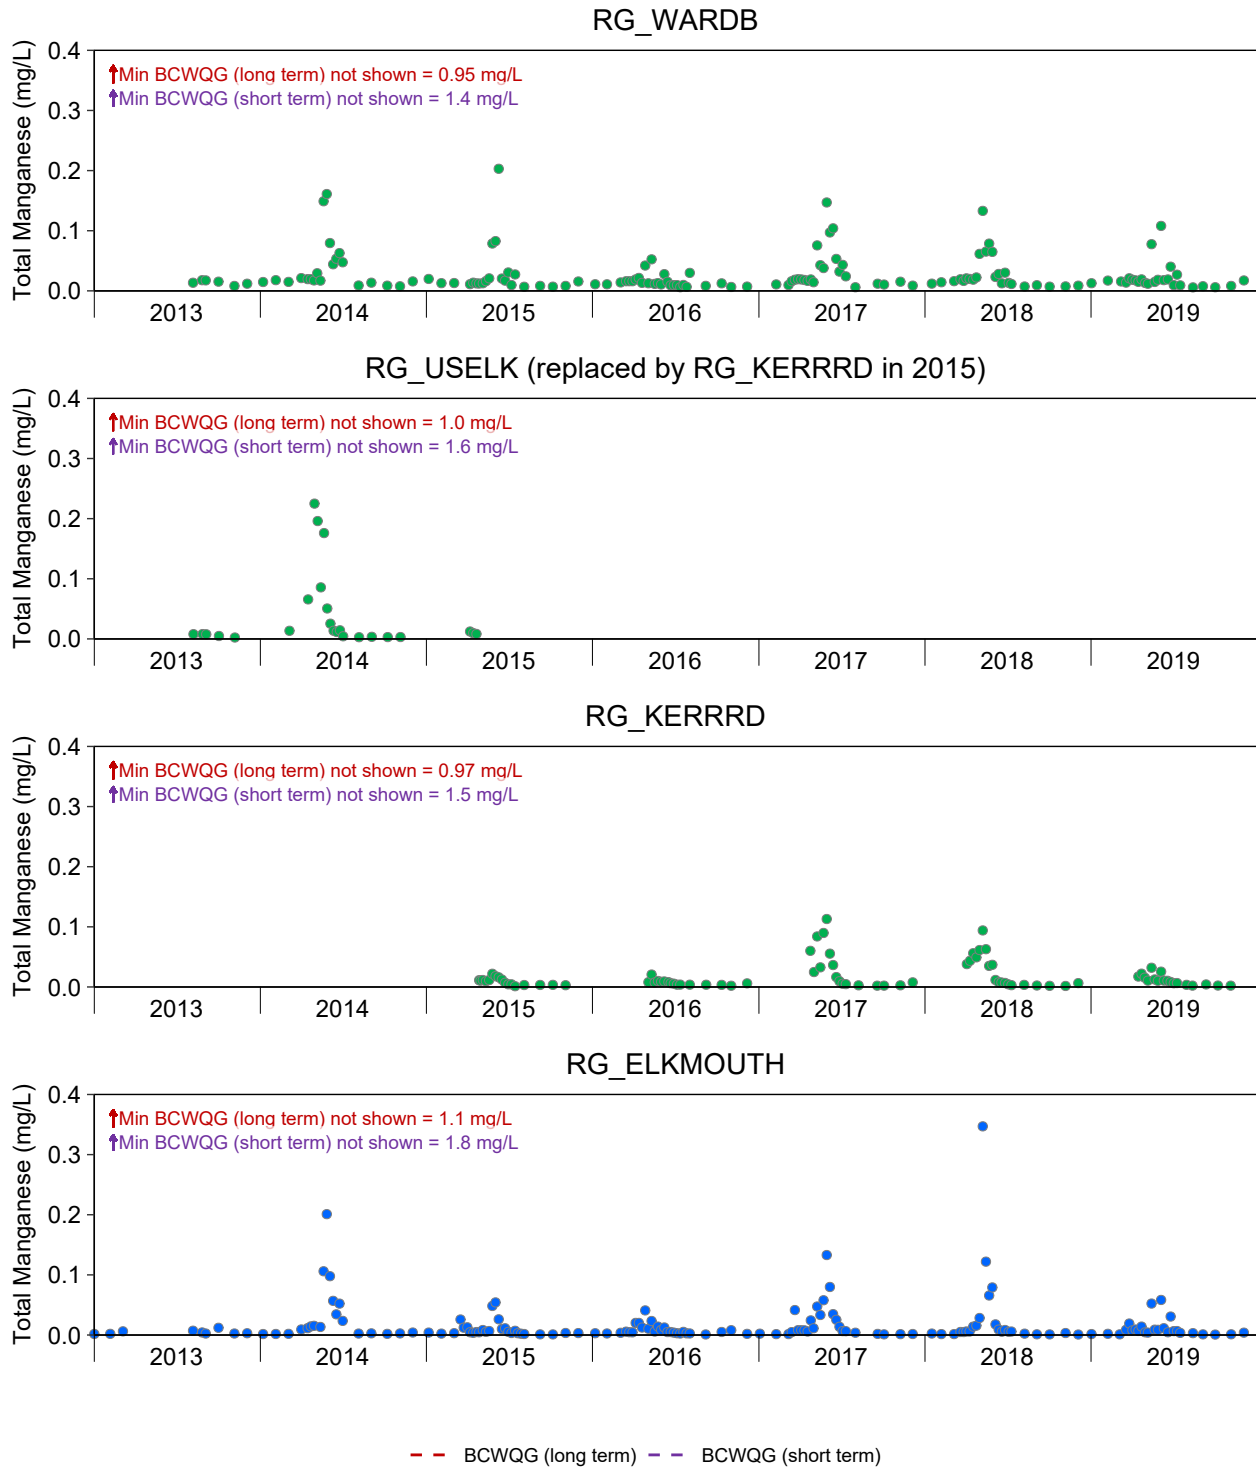 RG_WARDB
Total Manganese (mg/L)
0.4
0.3
0.2
0.1
0.0
Min BCWQG (long term) not shown = 0.95 mg/L
Min BCWQG (short term) not shown = 1.4 mg/L
2013 2014 2015 2016 2017 2018 2019
RG_USELK (replaced by RG_KERRRD in 2015)
Total Manganese (mg/L)
0.4
0.3
0.2
0.1
0.0
Min BCWQG (long term) not shown = 1.0 mg/L
Min BCWQG (short term) not shown = 1.6 mg/L
2013 2014 2015 2016 2017 2018 2019
RG_KERRRD
Total Manganese (mg/L)
0.4
0.3
0.2
0.1
0.0
Min BCWQG (long term) not shown = 0.97 mg/L
Min BCWQG (short term) not shown = 1.5 mg/L
2013 2014 2015 2016 2017 2018 2019
RG_ELKMOUTH
Total Manganese (mg/L)
0.4
0.3
0.2
0.1
0.0
Min BCWQG (long term) not shown = 1.1 mg/L
Min BCWQG (short term) not shown = 1.8 mg/L
2013 2014 2015 2016 2017 2018 2019
BCWQG (long term) BCWQG (short term)